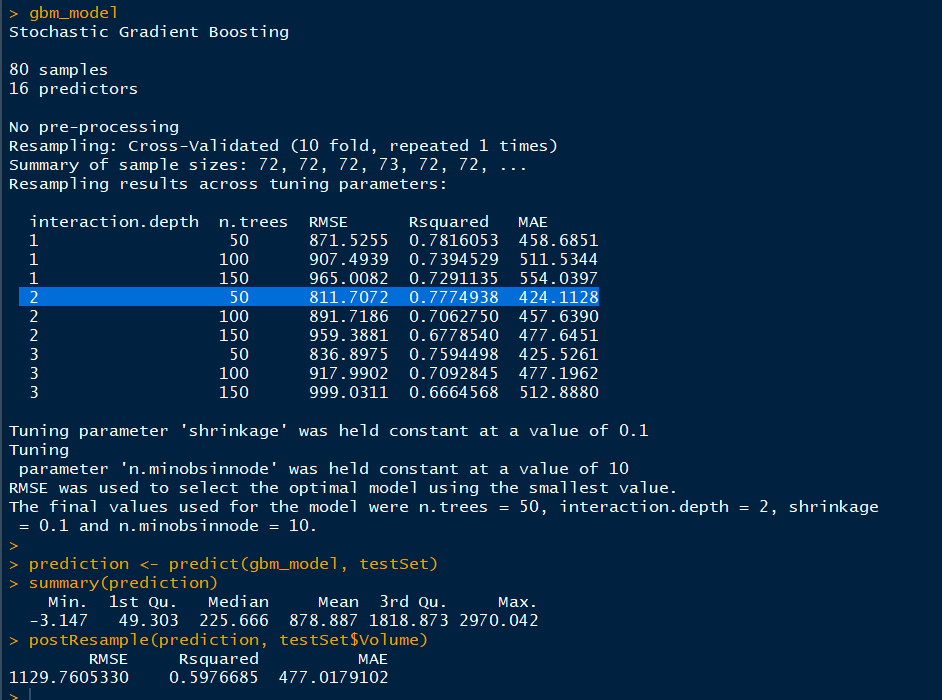 > gbm_model
Stochastic Gradient Boosting
80 samples
16 predictors
No pre-processing
Resampling: Cross-Validated (10 fold, repeated 1 times)
Summary of sample sizes: 72, 72, 72, 73, 72, 72, ...
Resampling results across tuning parameters:
interaction.depth n.trees RMSE Rsquared MAE
1 50 871.5255 0.7816053 458.6851
1 100 907.4939 0.7394529 511.5344
1 150 965.0082 0.7291135 554.0397
2 50 811.7072 0.7774938 424.1128
2 100 891.7186 0.7062750 457.6390
2 150 959.3881 0.6778540 477.6451
3 50 836.8975 0.7594498 425.5261
3 100 917.9902 0.7092845 477.1962
3 150 999.0311 0.6664568 512.8880
Tuning parameter 'shrinkage' was held constant at a value of 0.1
Tuning
parameter 'n.minobsinnode' was held constant at a value of 10
RMSE was used to select the optimal model using the smallest value.
The final values used for the model were n.trees = 50, interaction.depth = 2, shrinkage
= 0.1 and n.minobsinnode = 10.
>
> prediction <- predict(gbm_model, testSet)
> summary(prediction)
Min. 1st Qu. Median Mean 3rd Qu. Max.
-3.147 49.303 225.666 878.887 1818.873 2970.042
> postResample(prediction, testSet$Volume)
RMSE Rsquared MAE
1129.7605330 0.5976685 477.0179102
>